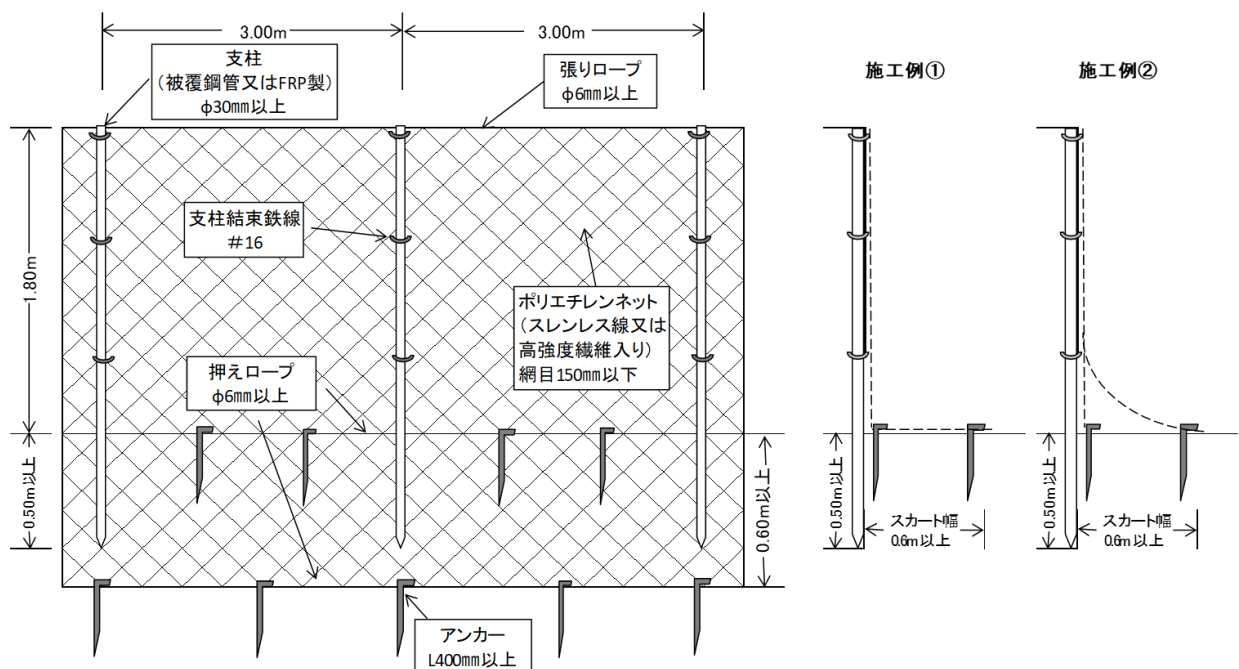 3.00m
3.00m
支柱
（被覆鋼管又はFRP製）
φ30㎜以上
張りロープ
φ6㎜以上
施工例①
施工例②
支柱結束鉄線
＃16
1.80m
ポリエチレンネット
（スレンレス線又は
高強度繊維入り）
網目150㎜以下
押えロープ
φ6㎜以上
0.50m以上
0.60m以上
0.50m以上
スカート幅
0.6m以上
0.50m以上
スカート幅
0.6m以上
アンカー
L400㎜以上